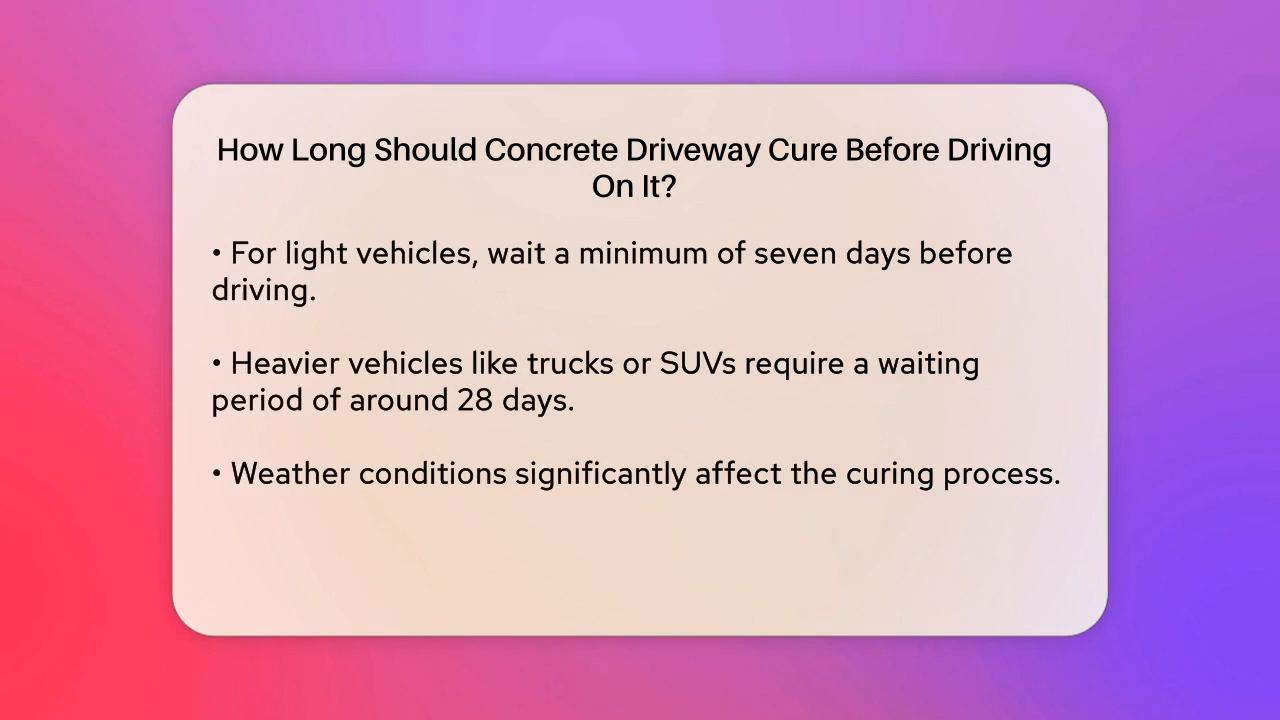 How Long Should Concrete Driveway Cure Before Driving
On It?
• For light vehicles, wait a minimum of seven days before
driving.
• Heavier vehicles like trucks or SUVs require a waiting
period of around 28 days.
• Weather conditions significantly affect the curing process.